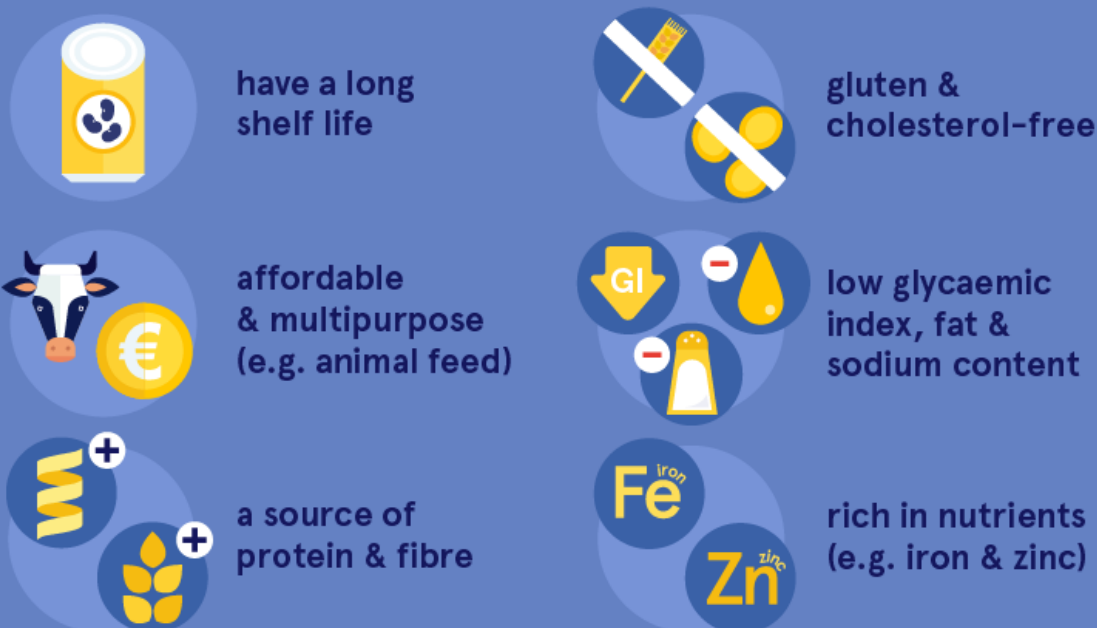 have a long
shelf life
gluten &
cholesterol-free
affordable
& multipurpose
(e.g. animal feed)
€
GI
low glycaemic
index, fat &
sodium content
a source of
protein & fibre
Fe
iron
Zn
zinc
rich in nutrients
(e.g. iron & zinc)